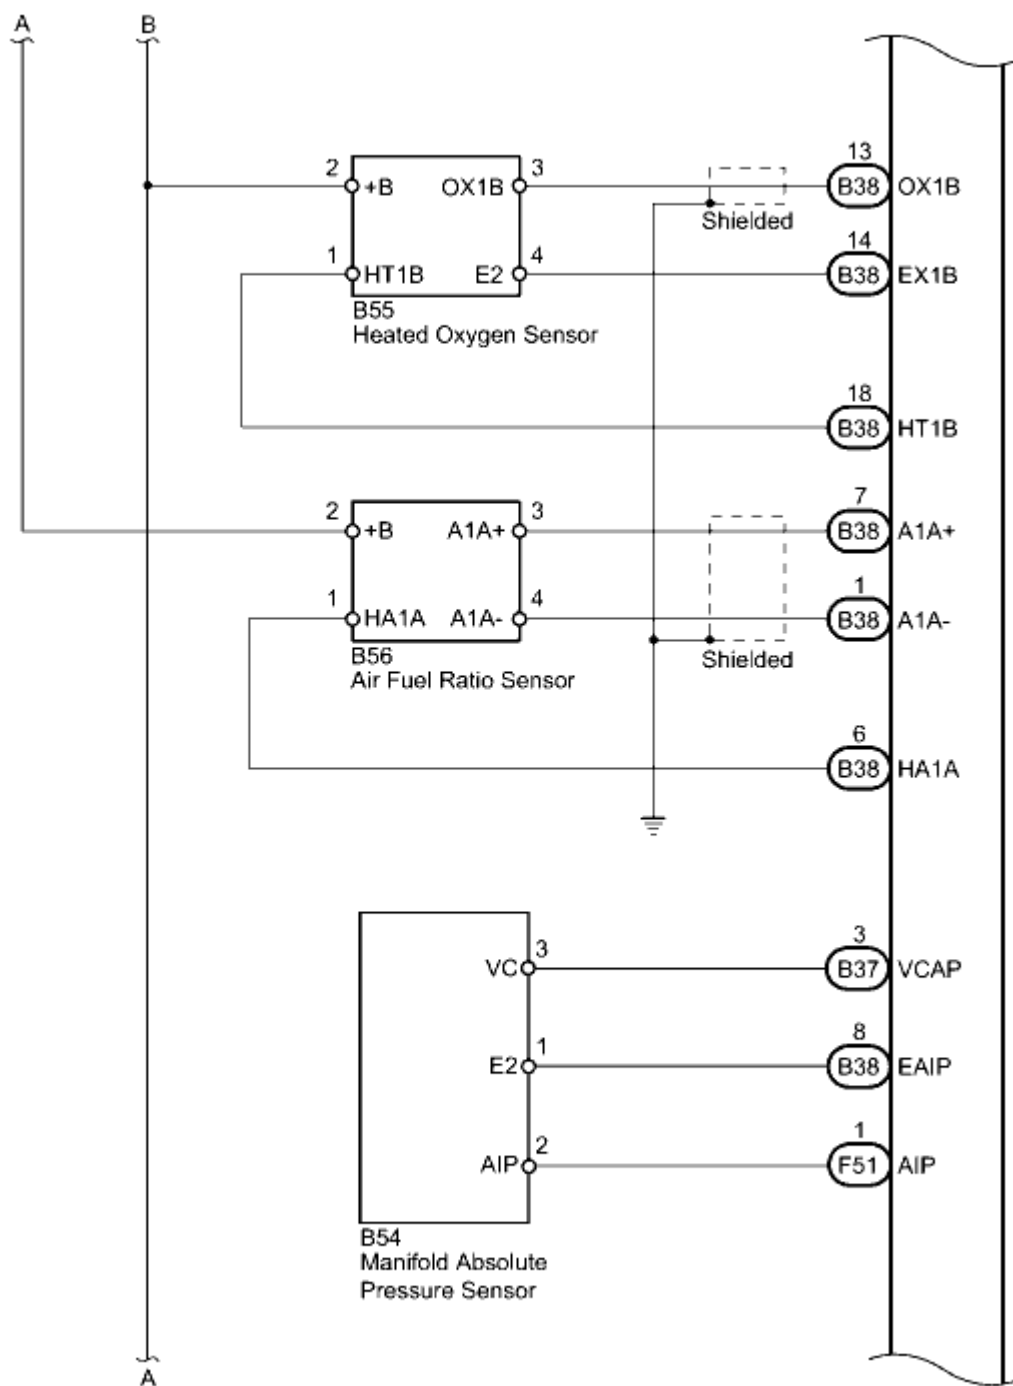 A
B
13
2
+B
OX1B
3
B38
OX1B
Shielded
14
1
HT1B
E2
4
B38
EX1B
B55
Heated Oxygen Sensor
18
B38
HT1B
7
2
+B
A1A+
3
B38
A1A+
1
1
HA1A
A1A-
4
B38
A1A-
B56
Air Fuel Ratio Sensor
Shielded
6
B38
HA1A
3
VC
3
B37
VCAP
8
E2
1
B38
EAIP
1
AIP
2
F51
AIP
B54
Manifold Absolute
Pressure Sensor
A